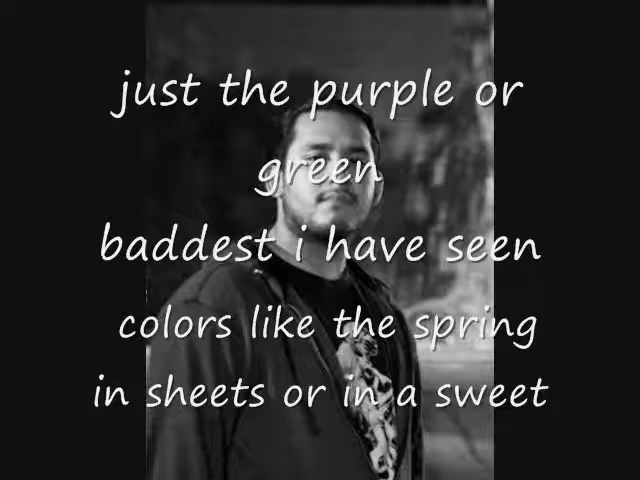 just the purple or
green
baddest i have seen
colors like the spring
in sheets or in a sweet